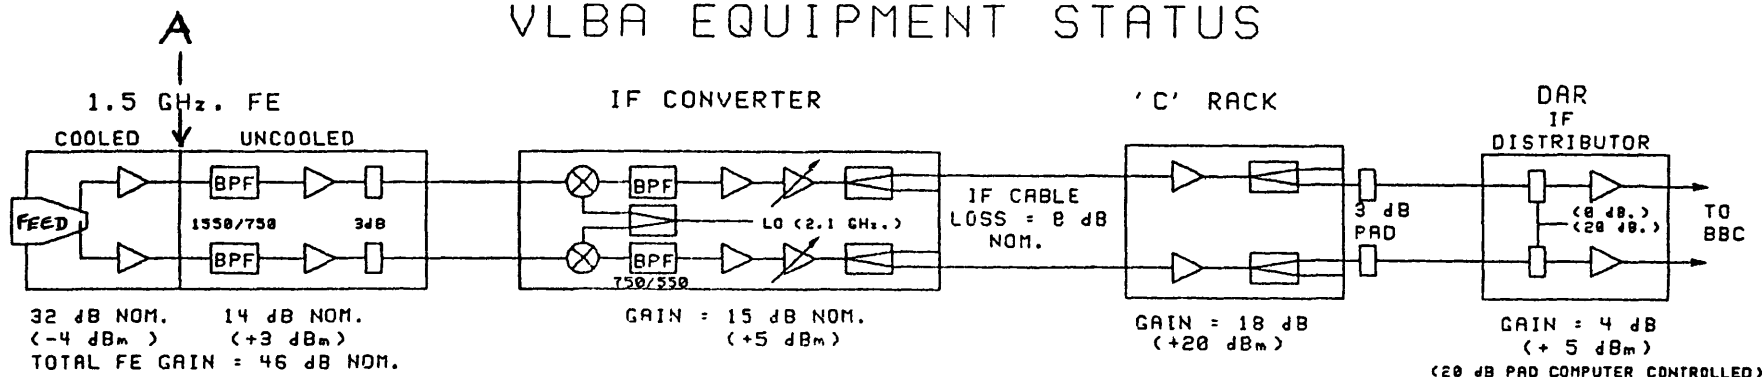 VLBA EQUIPMENT STATUS
A
1.5 GHz. FE
IF CONVERTER
'C' RACK
DAR
IF
DISTRIBUTOR
COOLED
UNCOOLED
FEED
BPF
1550/750
3dB
BPF
BPF
LO (2.1 GHz.)
BPF
750/550
IF CABLE
LOSS = 8 dB
NOM.
3 dB
PAD
(0 dB.)
(20 dB.)
TO
BBC
32 dB NOM.
(-4 dBm )
14 dB NOM.
(+3 dBm)
TOTAL FE GAIN = 46 dB NOM.
GAIN = 15 dB NOM.
(+5 dBm)
GAIN = 18 dB
(+20 dBm)
GAIN = 4 dB
(+ 5 dBm)
(20 dB PAD COMPUTER CONTROLLED)